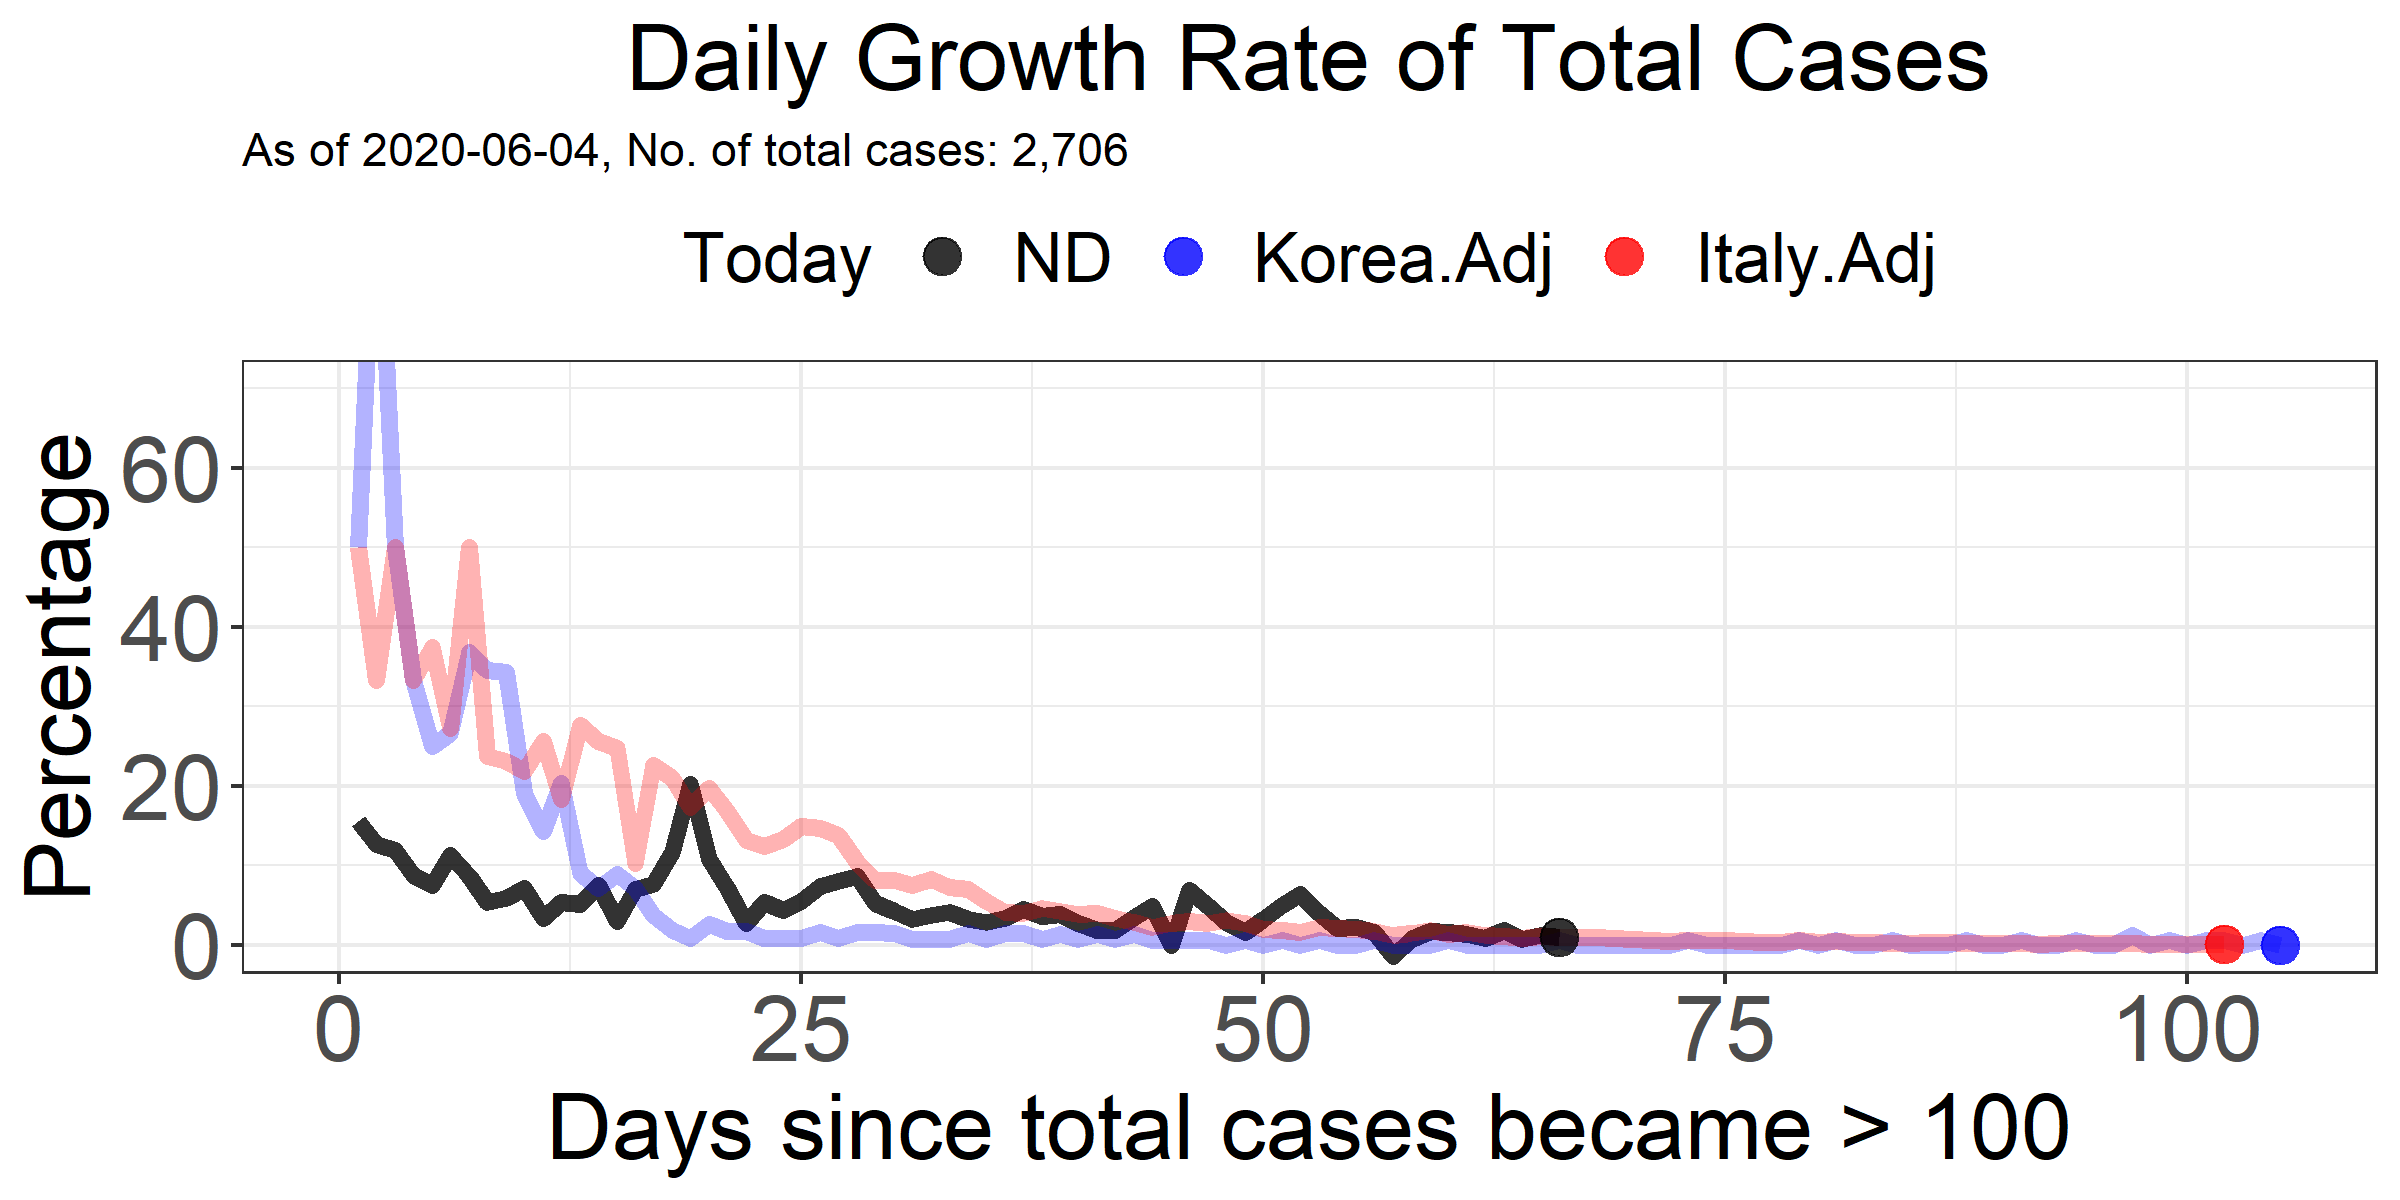 Daily Growth Rate of Total Cases
As of 2020-06-04, No. of total cases: 2,706
Today ND Korea.Adj Italy.Adj
Percentage
60
40
20
0
0 25 50 75 100
Days since total cases became > 100